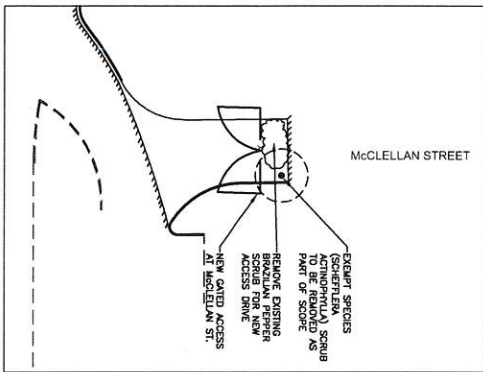 McCLELLAN STREET
EXEMPT SPECIES
(SCHEFFLERA
ACTINOPHYLLA) SCRUB
TO BE REMOVED AS
PART OF SCOPE
REMOVE EXISTING
BRAZILIAN PEPPER
SCRUB FOR NEW
ACCESS DRIVE
NEW GATED ACCESS
AT McCLELLAN ST.